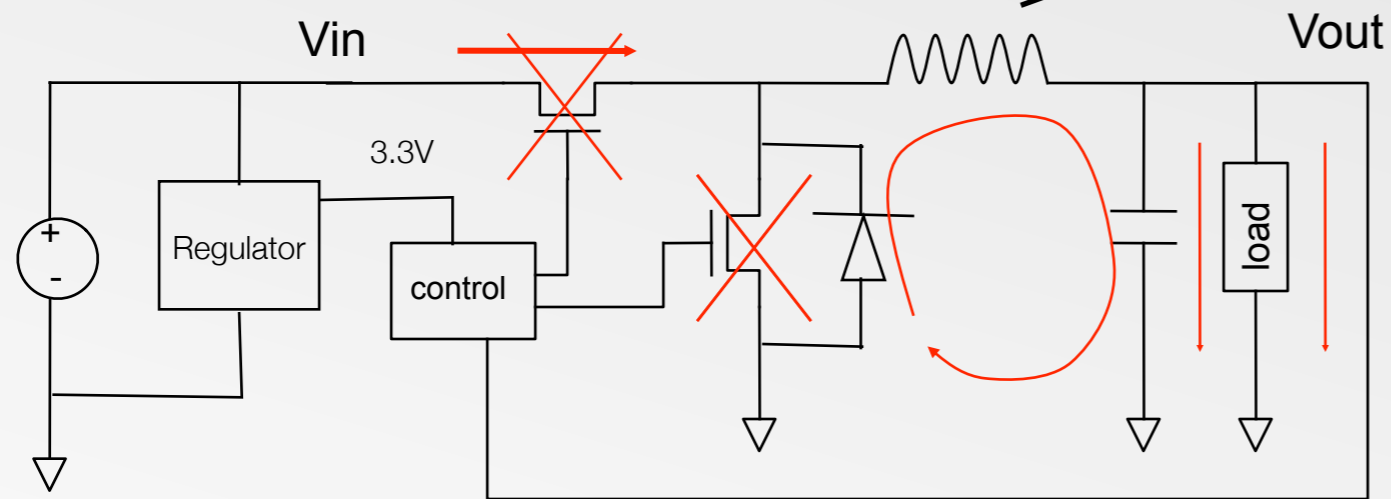 Vin
Vout
3.3V
+
-
Regulator
control
load